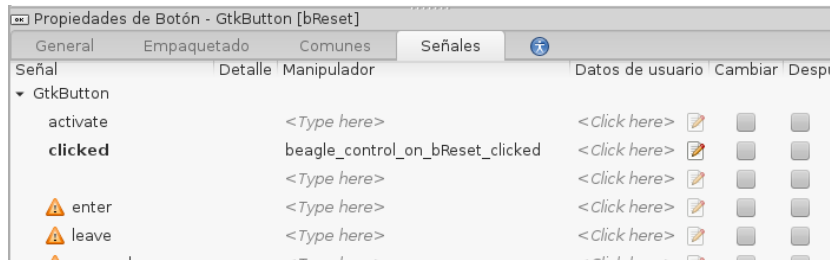 Propiedades de Botón - GtkButton [bReset]
General Empaquetado Comunes Señales
Señal Detalle Manipulador Datos de usuario Cambiar
GtkButton
activate <Type here> <Click here>
clicked beagle_control_on_bReset_clicked <Click here>
<Type here> <Click here>
enter <Type here> <Click here>
leave <Type here> <Click here>